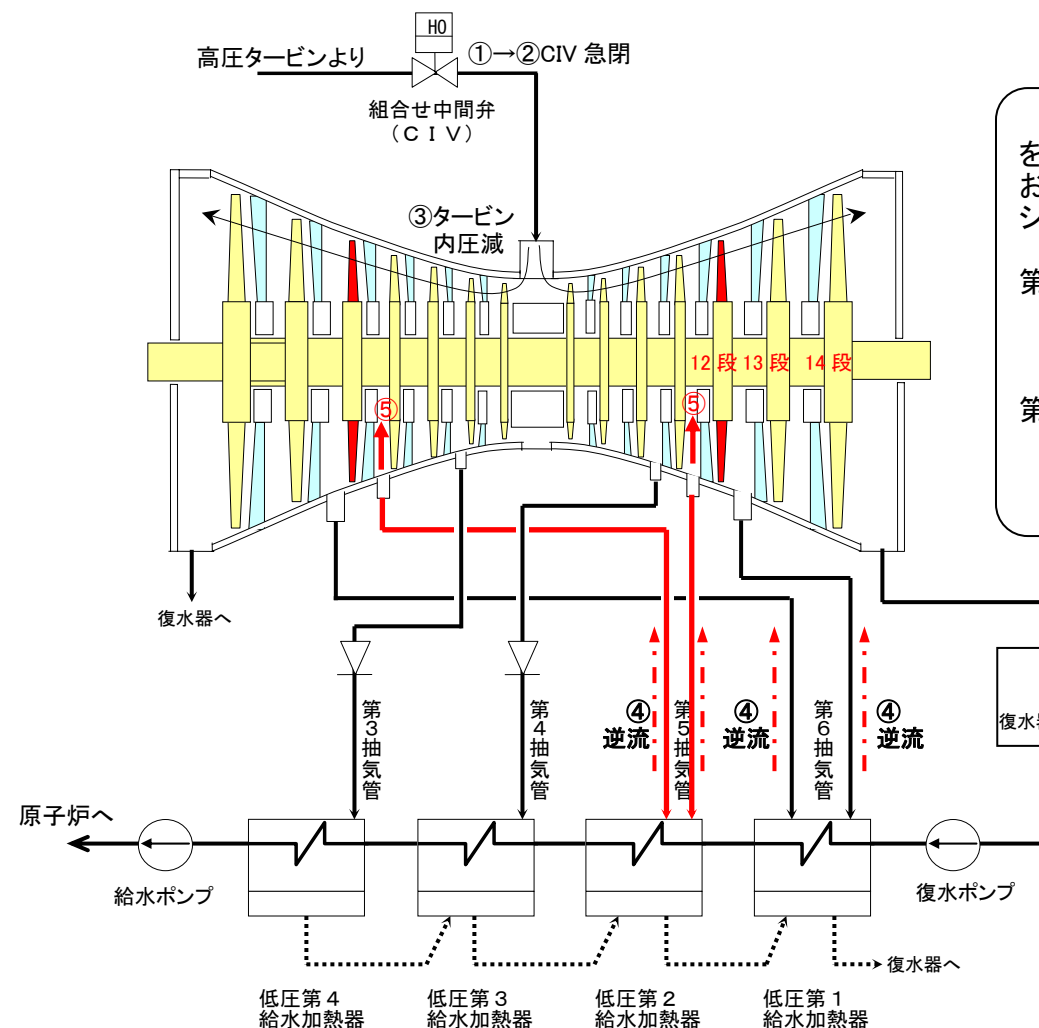 HO
高圧タービンより
①→②CIV 急閉
組合せ中間弁
(ＣＩＶ)
を
お
シ
第
第
③タービン
内圧減
12 段
13 段
14 段
⑤
⑤
復水器へ
第３抽気管
第４抽気管
④
逆流
第５抽気管
④
逆流
第６抽気管
④
逆流
復水器
原子炉へ
給水ポンプ
復水ポンプ
復水器へ
低圧第４
給水加熱器
低圧第３
給水加熱器
低圧第２
給水加熱器
低圧第１
給水加熱器